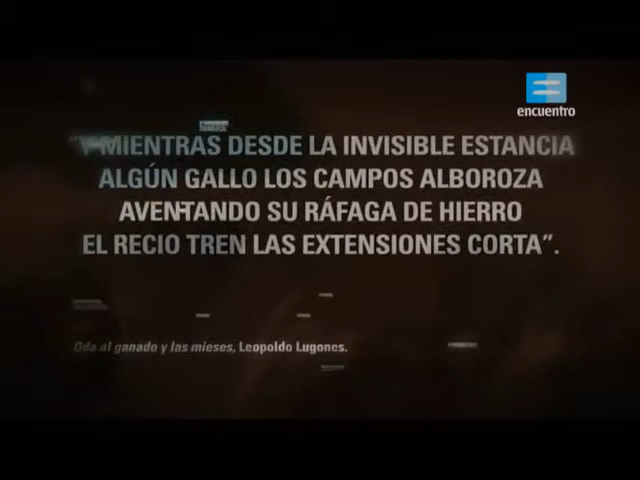 encuentro
"Y MIENTRAS DESDE LA INVISIBLE ESTANCIA
ALGÚN GALLO LOS CAMPOS ALBOROZA
AVENTANDO SU RÁFAGA DE HIERRO
EL RECIO TREN LAS EXTENSIONES CORTA”.
Oda al ganado y las mieses, Leopoldo Lugones.